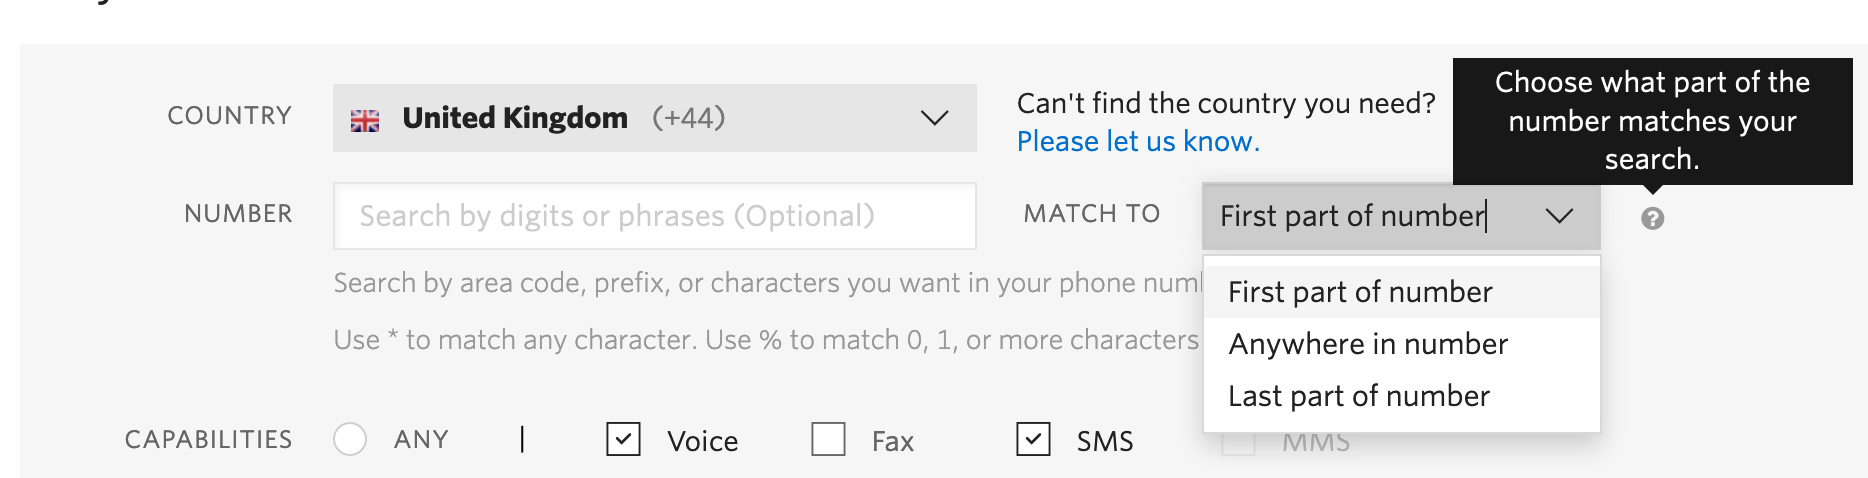 COUNTRY
United Kingdom (+44)
Can't find the country you need?
Please let us know.
Choose what part of the
number matches your
search.
NUMBER
Search by digits or phrases (Optional)
MATCH TO
First part of number
?
Search by area code, prefix, or characters you want in your phone
Use * to match any character. Use % to match 0, 1, or more characters
First part of number
Anywhere in number
Last part of number
CAPABILITIES
ANY
Voice
Fax
SMS
MMS